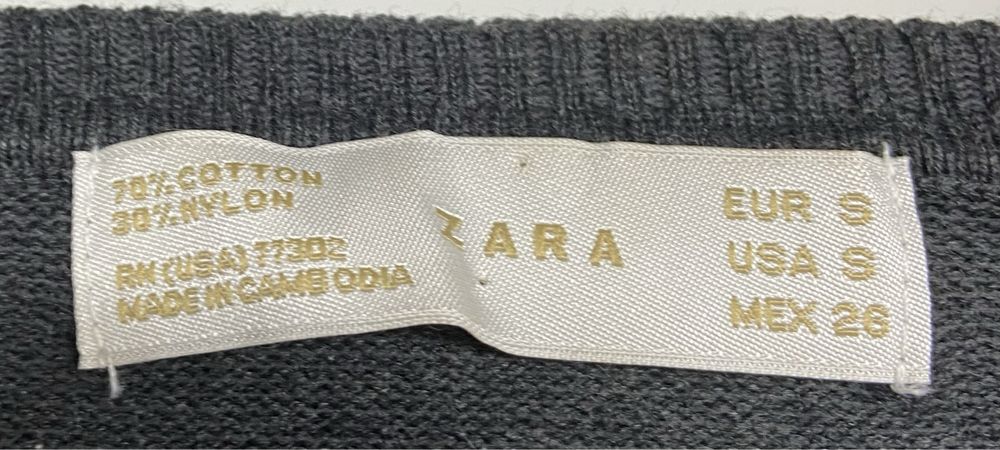 70% COTTON
30% NYLON
RN (USA) 77302
MADE IN CAMBODIA
ZARA
EUR S
USA S
MEX 26